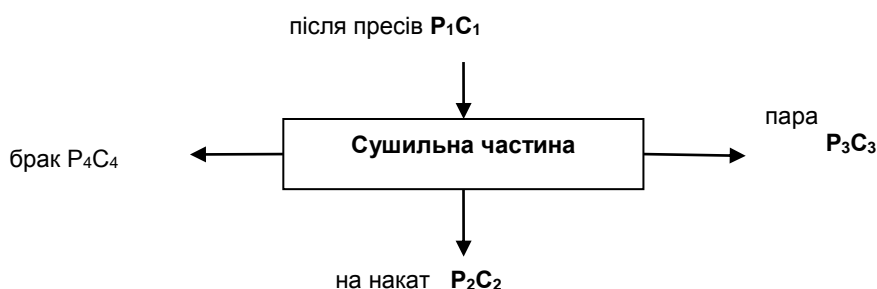 після пресів P₁C₁
Сушильна частина
пара
P₃C₃
брак P₄C₄
на накат P₂C₂